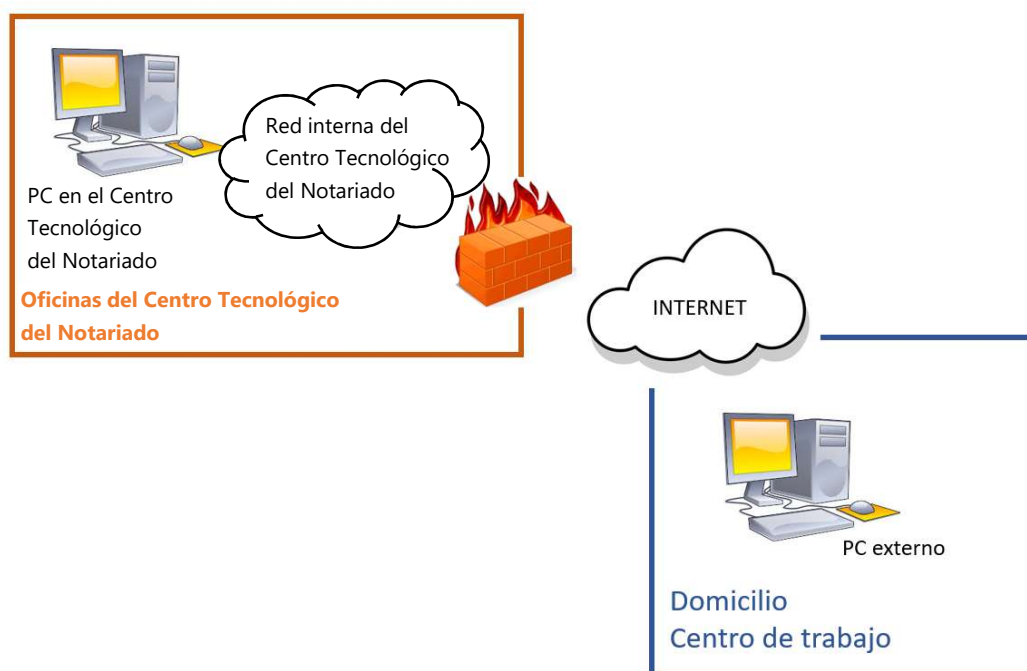 Red interna del
Centro Tecnológico
del Notariado
PC en el Centro
Tecnológico
del Notariado
Oficinas del Centro Tecnológico
del Notariado
INTERNET
PC externo
Domicilio
Centro de trabajo